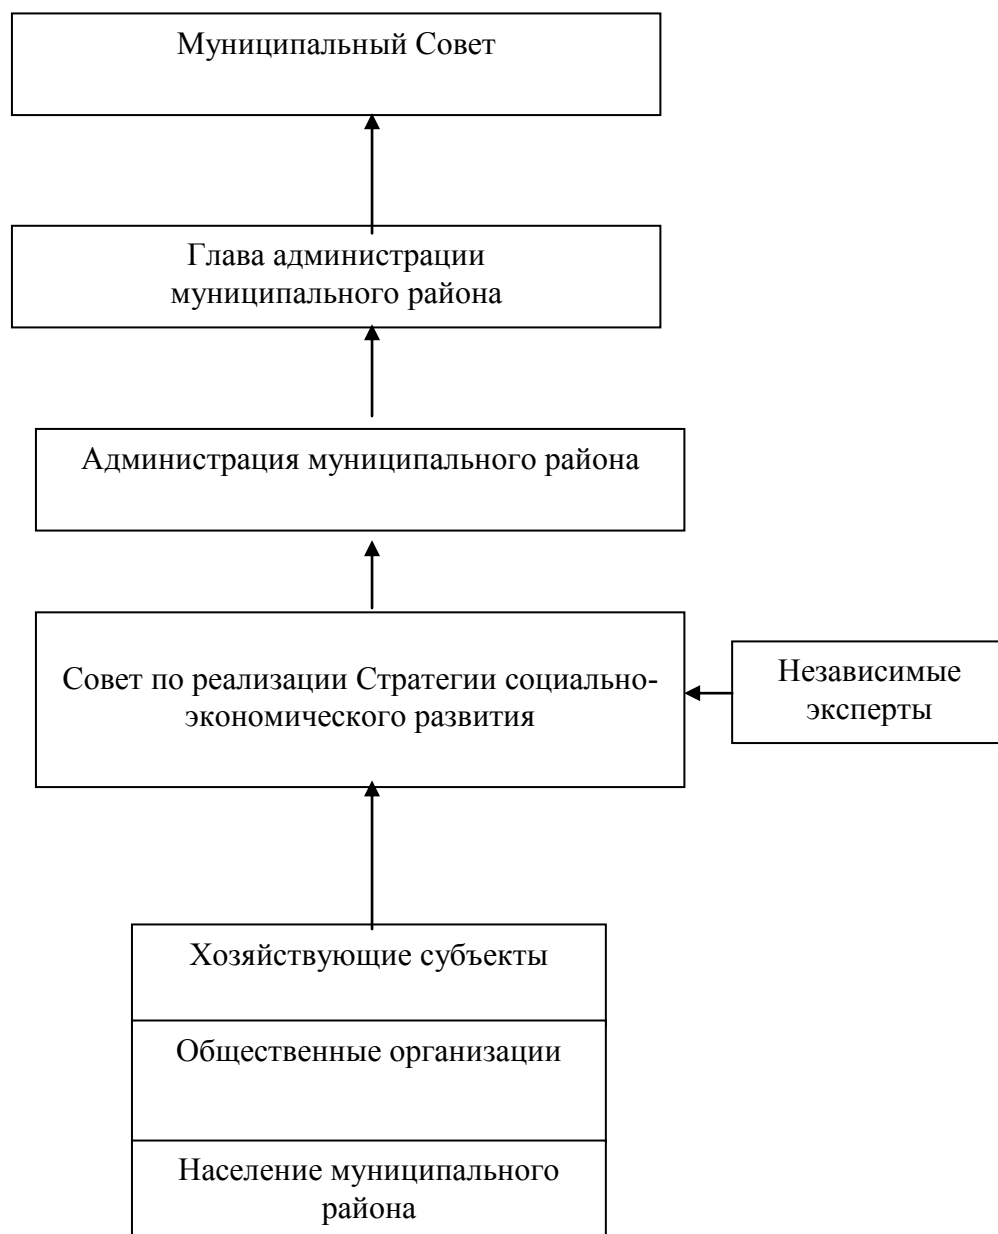 Муниципальный Совет
Глава администрации
муниципального района
Администрация муниципального района
Совет по реализации Стратегии социально-
экономического развития
Независимые
эксперты
Хозяйствующие субъекты
Общественные организации
Население муниципального
района